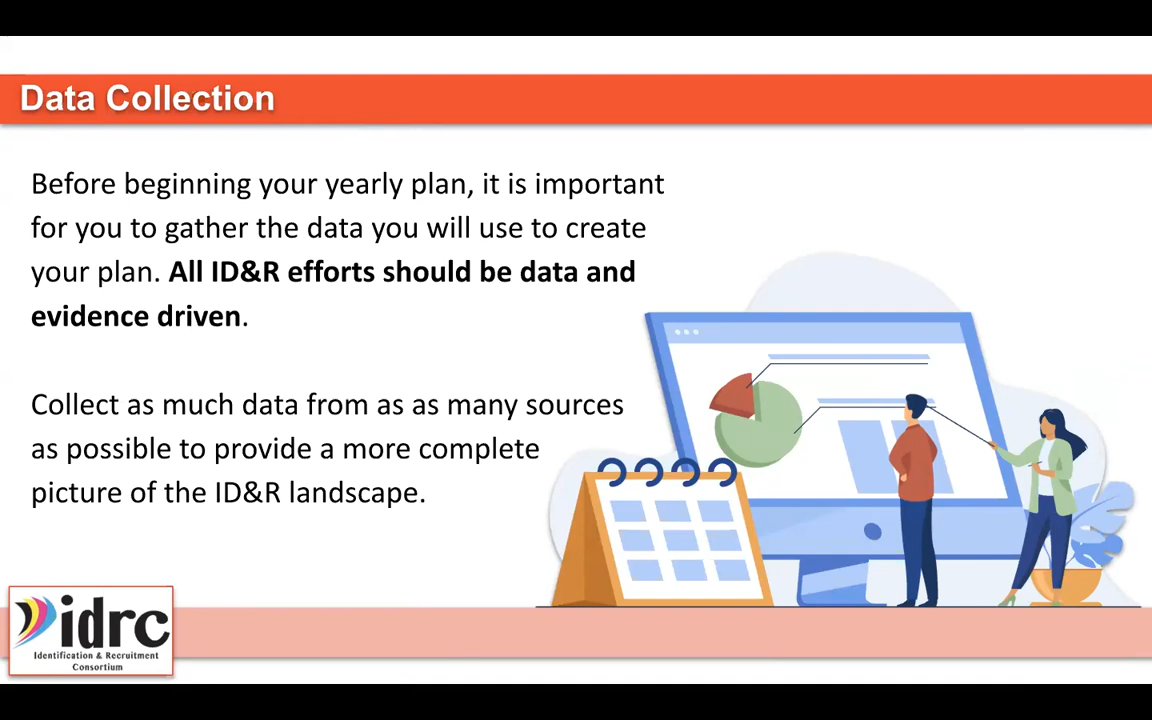 Data Collection
Before beginning your yearly plan, it is important
for you to gather the data you will use to create
your plan. All ID&R efforts should be data and
evidence driven.
Collect as much data from as as many sources
as possible to provide a more complete
picture of the ID&R landscape.
idrc
Identification & Recruitment
Consortium